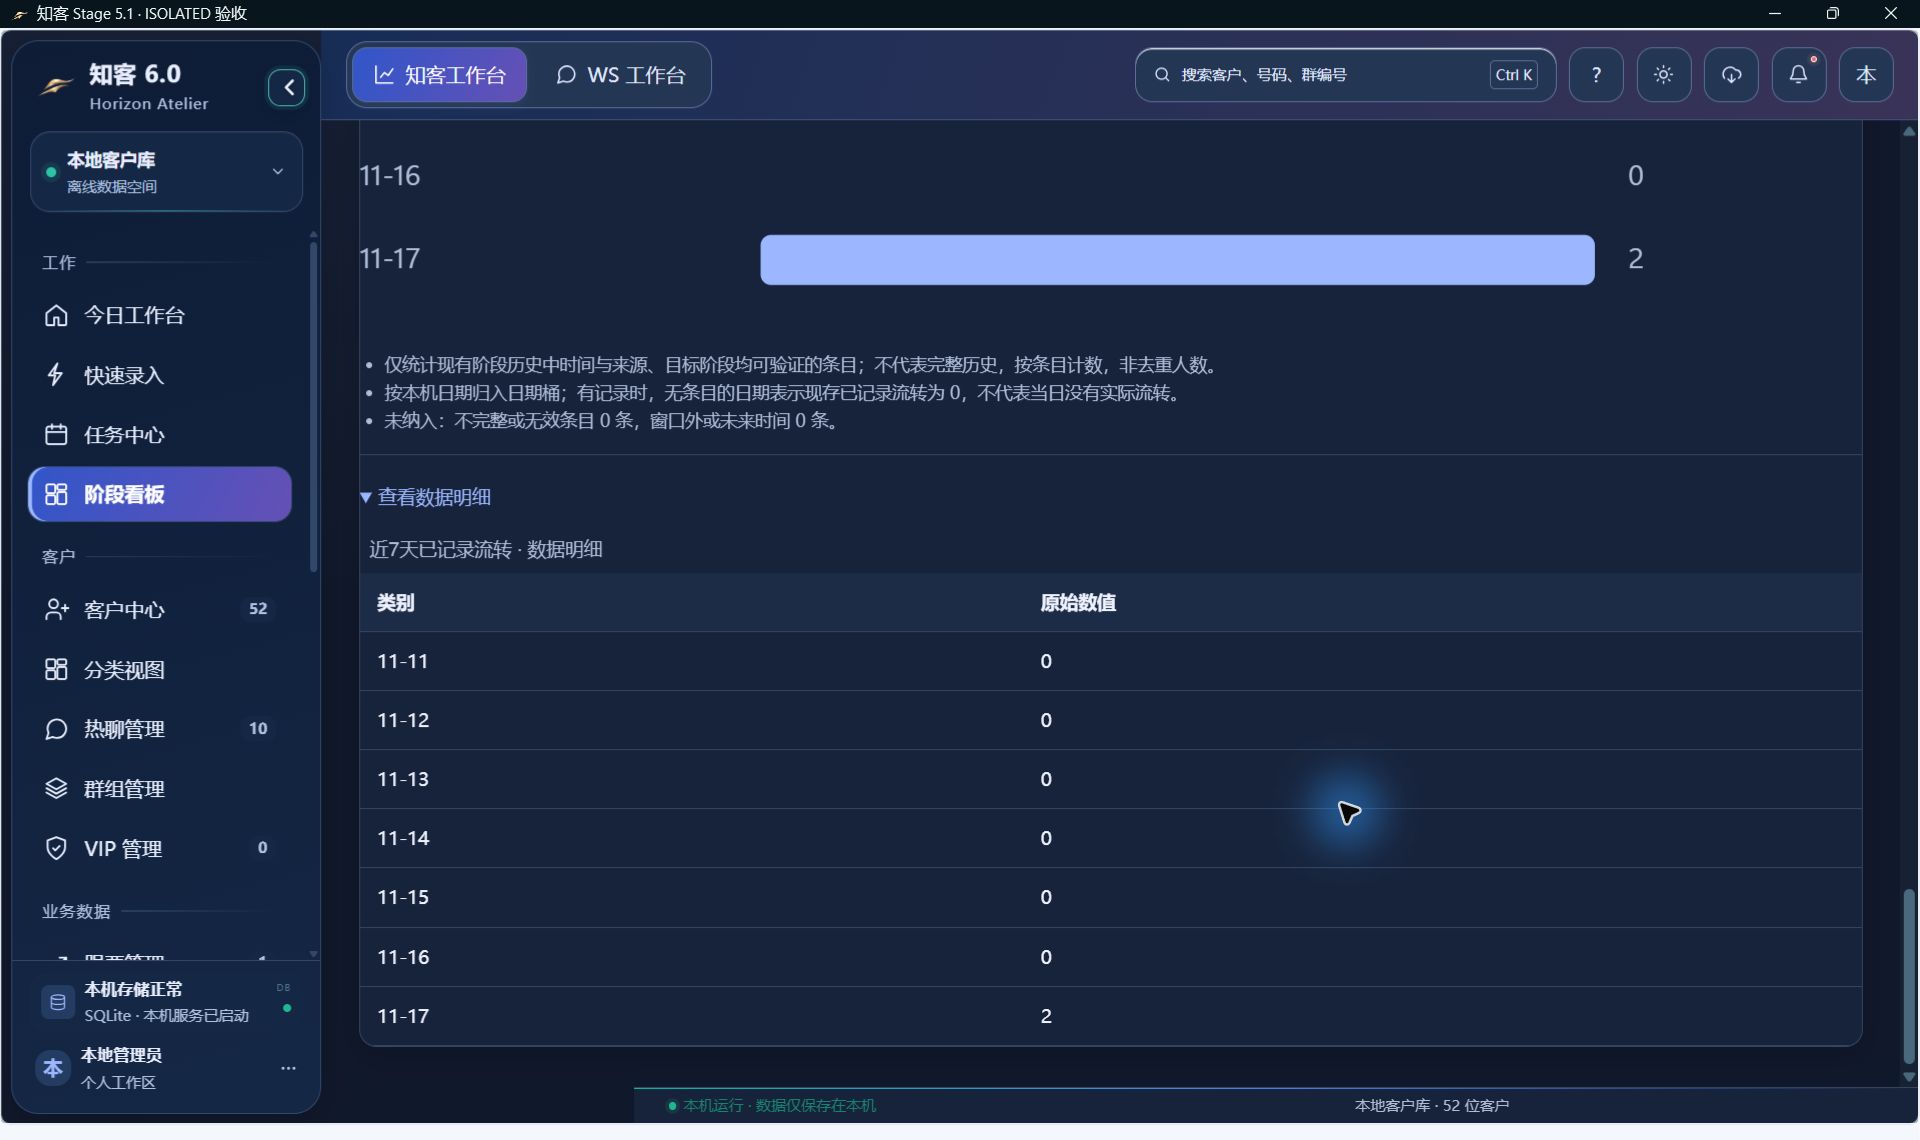 知客 Stage 5.1 · ISOLATED 验收
知客 6.0
Horizon Atelier
本地客户库
离线数据空间
工作
今日工作台
快速录入
任务中心
阶段看板
客户
客户中心 52
分类视图
热聊管理 10
群组管理
VIP 管理 0
业务数据
本机存储正常 DB
SQLite · 本机服务已启动
本 本地管理员 ...
个人工作区
知客工作台 WS 工作台
搜索客户、号码、群编号 Ctrl K ? 本
11-16 0
11-17 2
• 仅统计现有阶段历史中时间与来源、目标阶段均可验证的条目；不代表完整历史，按条目计数，非去重人数。
• 按本机日期归入日期桶；有记录时，无条目的日期表示现存已记录流转为 0，不代表当日没有实际流转。
• 未纳入：不完整或无效条目 0 条，窗口外或未来时间 0 条。
▼ 查看数据明细
近7天已记录流转 · 数据明细
类别 原始数值
11-11 0
11-12 0
11-13 0
11-14 0
11-15 0
11-16 0
11-17 2
本机运行 · 数据仅保存在本机
本地客户库 · 52 位客户